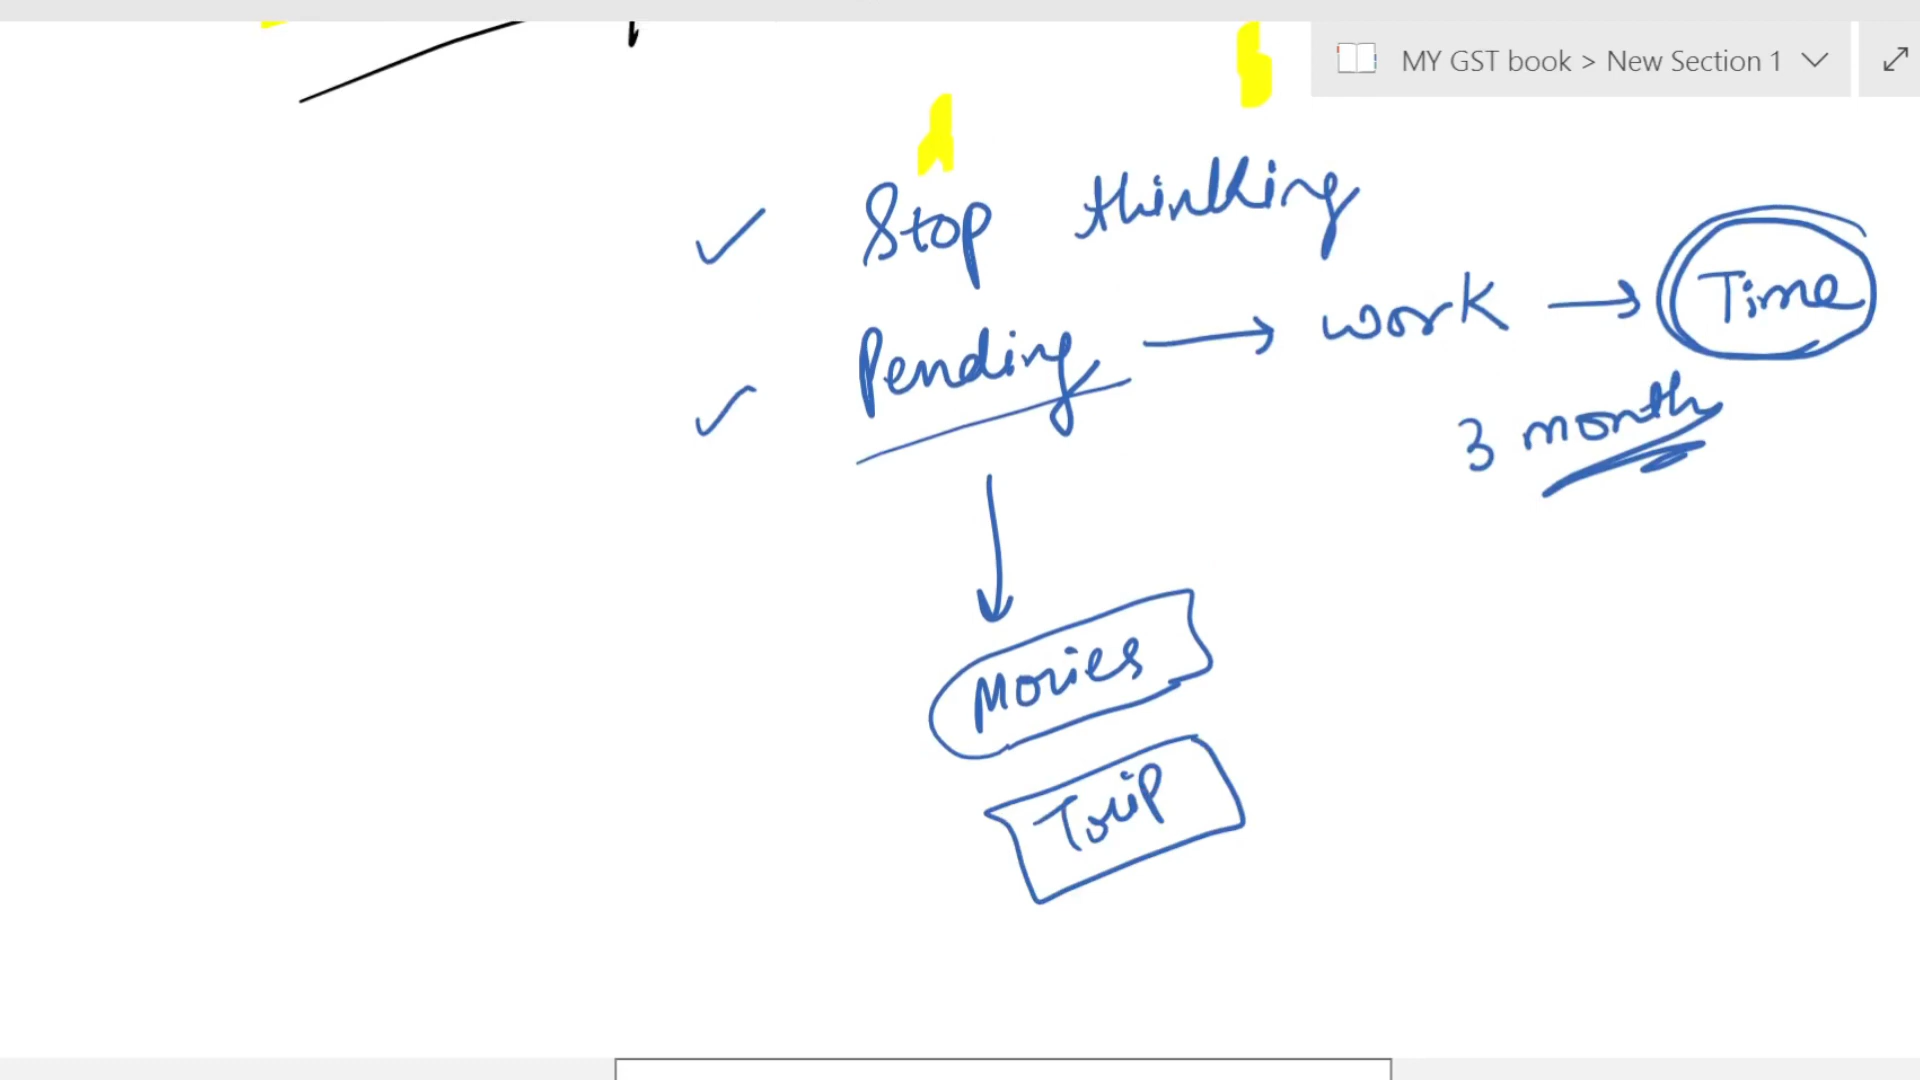 MY GST book > New Section 1
Stop thinking
Pending → work → Time
3 month
Movies
Trip